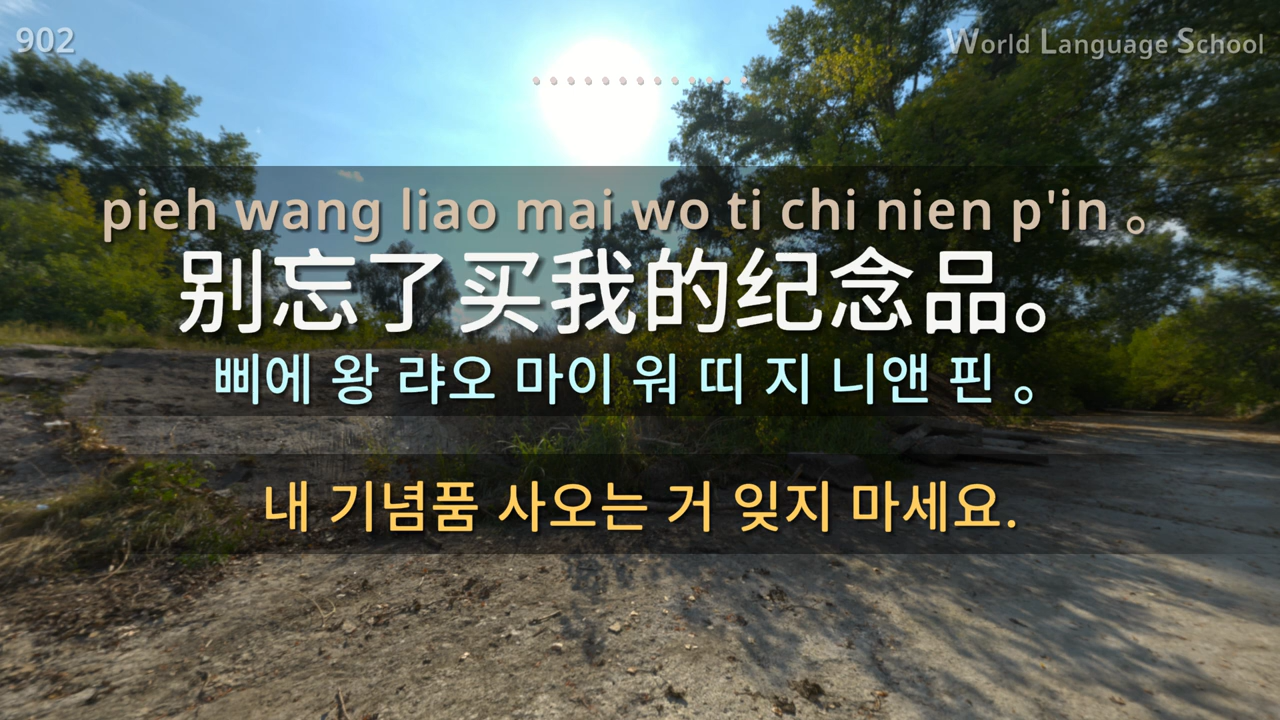 902
World Language School
pieh wang liao mai wo ti chi nien p'in 。
别忘了买我的纪念品。
삐에 왕 랴오 마이 워 띠 지 니앤 핀 。
내 기념품 사오는 거 잊지 마세요.